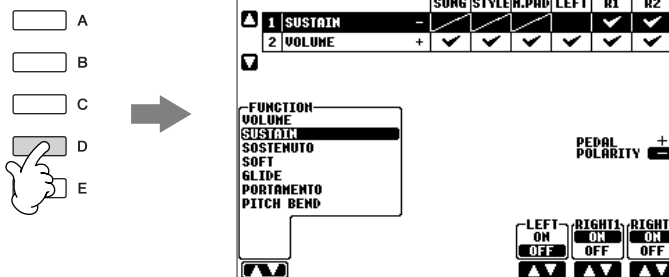 A
B
C
D
E
SONG STYLE M.PAD LEFT R1 R2
1 SUSTAIN -
2 VOLUME +
FUNCTION
VOLUME
SUSTAIN
SOSTENUTO
SOFT
GLIDE
PORTAMENTO
PITCH BEND
PEDAL +
POLARITY -
LEFT RIGHT1 RIGHT
ON ON ON
OFF OFF OFF